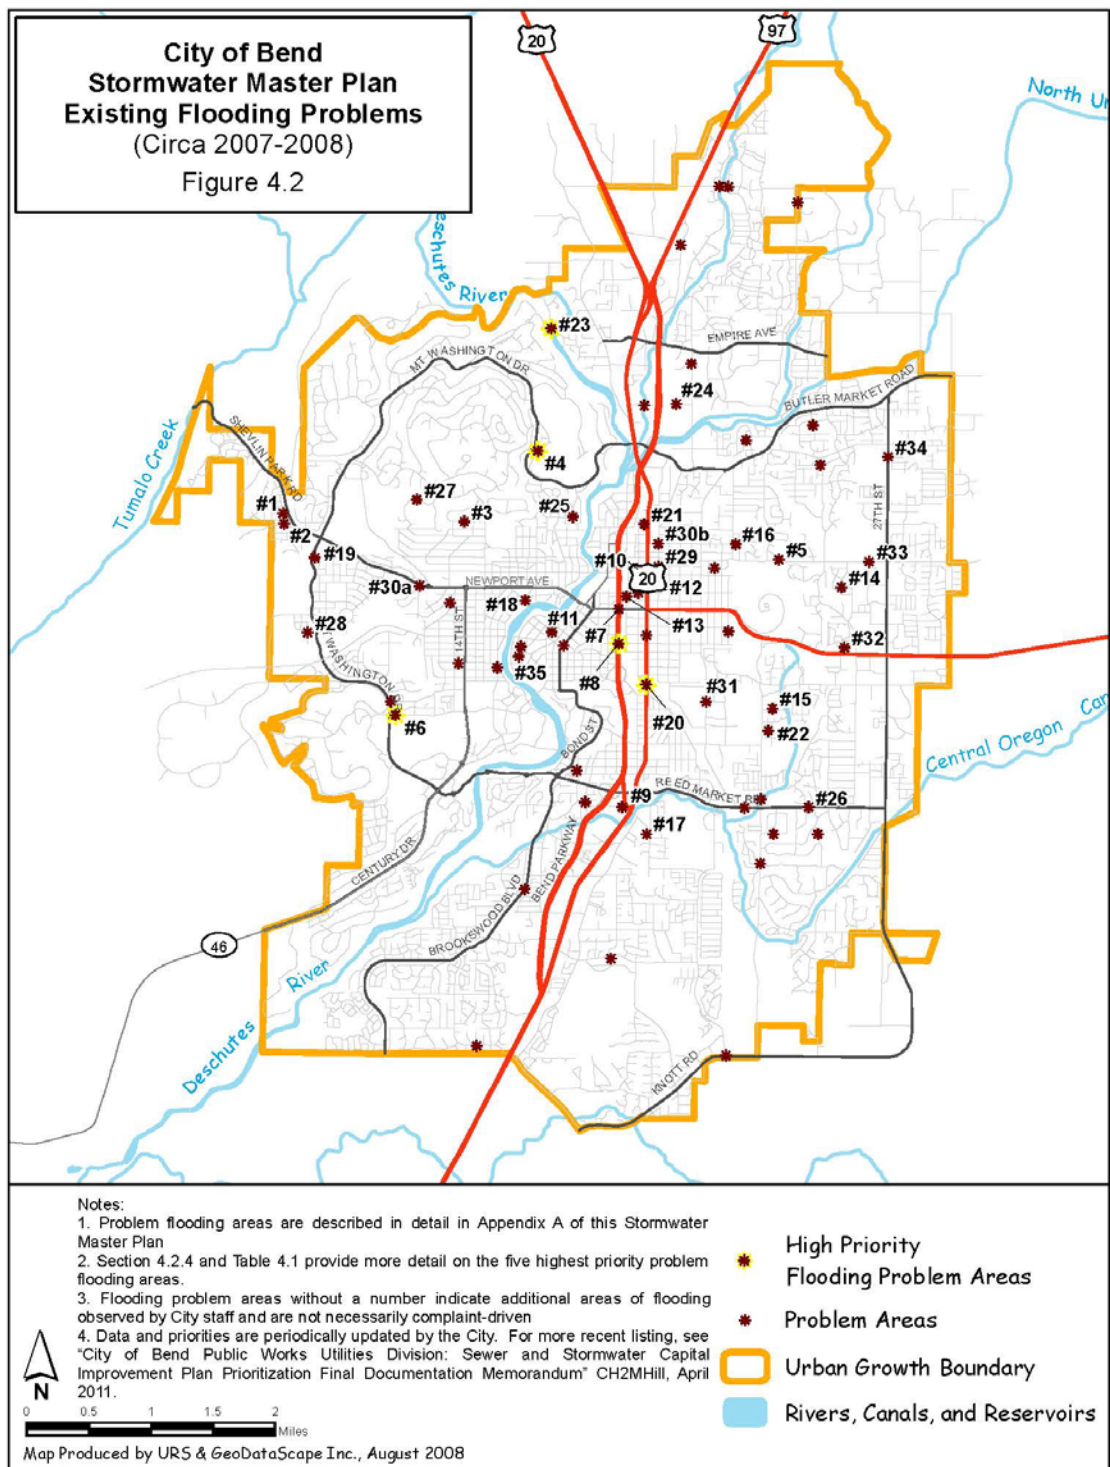 City of Bend
Stormwater Master Plan
Existing Flooding Problems
(Circa 2007-2008)
Figure 4.2
20
97
North Un
eschutes River
#23
EMPIRE AVE
MT WASHINGTON DR
#24
BUTLER MARKET ROAD
SHEVLIN PARK RD
Tumalo Creek
#4
#34
27TH ST
#27
#3
#25
#1
#2
#21
#30b
#16
#19
#10
#29
#5
#33
20
#30a
NEWPORT AVE
#12
#14
#18
#11
#7
#13
#28
14TH ST
T WASHINGTON DR
#35
#8
#32
#31
#15
#20
#6
#22
BOND ST
Central Oregon Can
REED MARKET RD
#9
#26
#17
CENTURY DR
BEND PARKWAY
BROOKSWOOD BLVD
46
River
Deschutes
KNOTT RD
Notes:
1. Problem flooding areas are described in detail in Appendix A of this Stormwater
Master Plan
2. Section 4.2.4 and Table 4.1 provide more detail on the five highest priority problem
flooding areas.
3. Flooding problem areas without a number indicate additional areas of flooding
observed by City staff and are not necessarily complaint-driven
4. Data and priorities are periodically updated by the City. For more recent listing, see
"City of Bend Public Works Utilities Division: Sewer and Stormwater Capital
Improvement Plan Prioritization Final Documentation Memorandum" CH2MHill, April
2011.
N
0 0.5 1 1.5 2
Miles
Map Produced by URS & GeoDataScape Inc., August 2008
High Priority
Flooding Problem Areas
Problem Areas
Urban Growth Boundary
Rivers, Canals, and Reservoirs